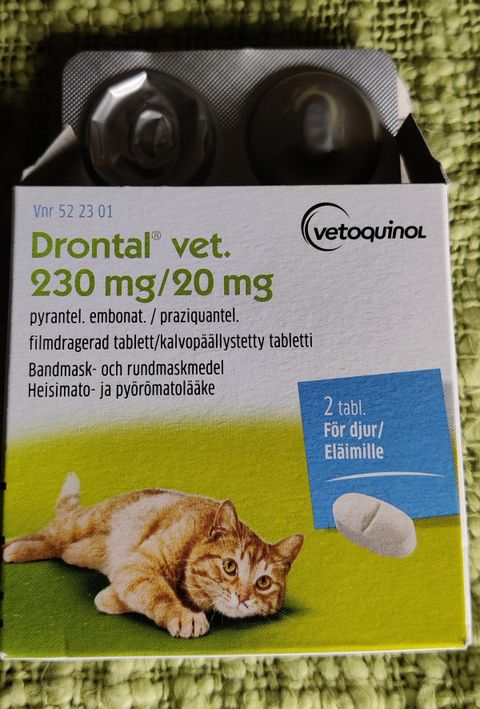 Vnr 52 23 01
vetoquinol
Drontal® vet.
230 mg/20 mg
pyrantel. embonat. / praziquantel.
filmdragerad tablett/kalvopäällystetty tabletti
Bandmask- och rundmaskmedel
Heisimato- ja pyörömatolääke
2 tabl.
För djur/
Eläimille